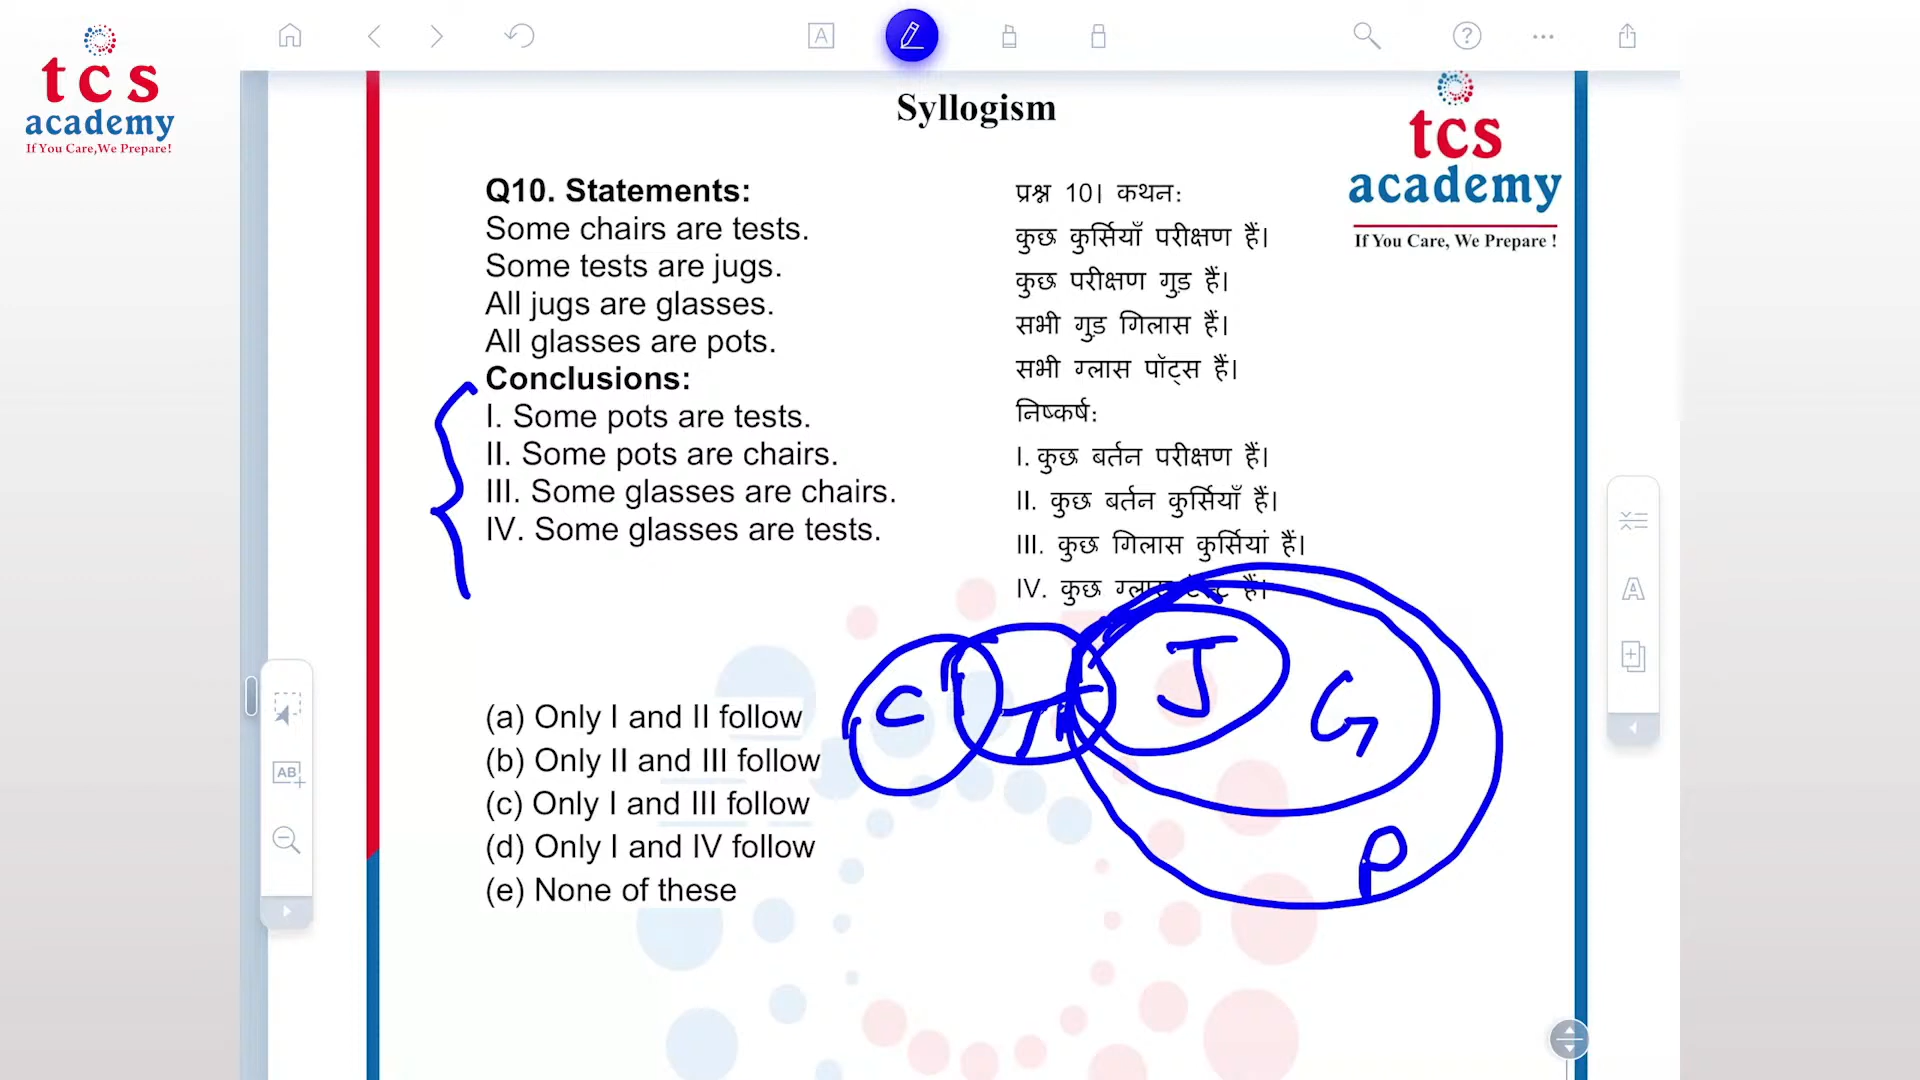 tcs
academy
If You Care,We Prepare!
A
?
Syllogism
tcs
academy
If You Care, We Prepare !
Q10. Statements:
Some chairs are tests.
Some tests are jugs.
All jugs are glasses.
All glasses are pots.
Conclusions:
I. Some pots are tests.
II. Some pots are chairs.
III. Some glasses are chairs.
IV. Some glasses are tests.
(a) Only I and II follow
(b) Only II and III follow
(c) Only I and III follow
(d) Only I and IV follow
(e) None of these
प्रश्न 10। कथन:
कुछ कुर्सियाँ परीक्षण हैं।
कुछ परीक्षण गुड़ हैं।
सभी गुड़ गिलास हैं।
सभी ग्लास पॉट्स हैं।
निष्कर्ष:
I. कुछ बर्तन परीक्षण हैं।
II. कुछ बर्तन कुर्सियाँ हैं।
III. कुछ गिलास कुर्सियां हैं।
IV. कुछ ग्लास टेस्ट हैं।
C
T
J
G
P
AB
A